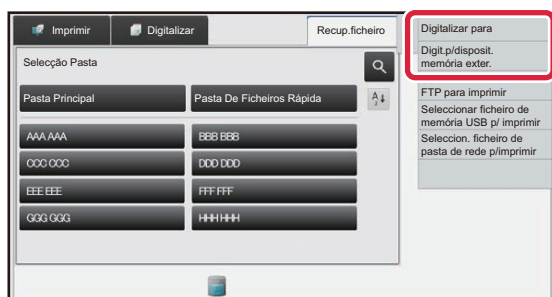 Imprimir
Digitalizar
Recup.ficheiro
Selecção Pasta
Pasta Principal
Pasta De Ficheiros Rápida
AAA AAA
BBB BBB
CCC CCC
DDD DDD
EEE EEE
FFF FFF
GGG GGG
HHH HHH
Digitalizar para
Digit.p/disposit.
memória exter.
FTP para imprimir
Seleccionar ficheiro de
memória USB p/ imprimir
Seleccion. ficheiro de
pasta de rede p/imprimir